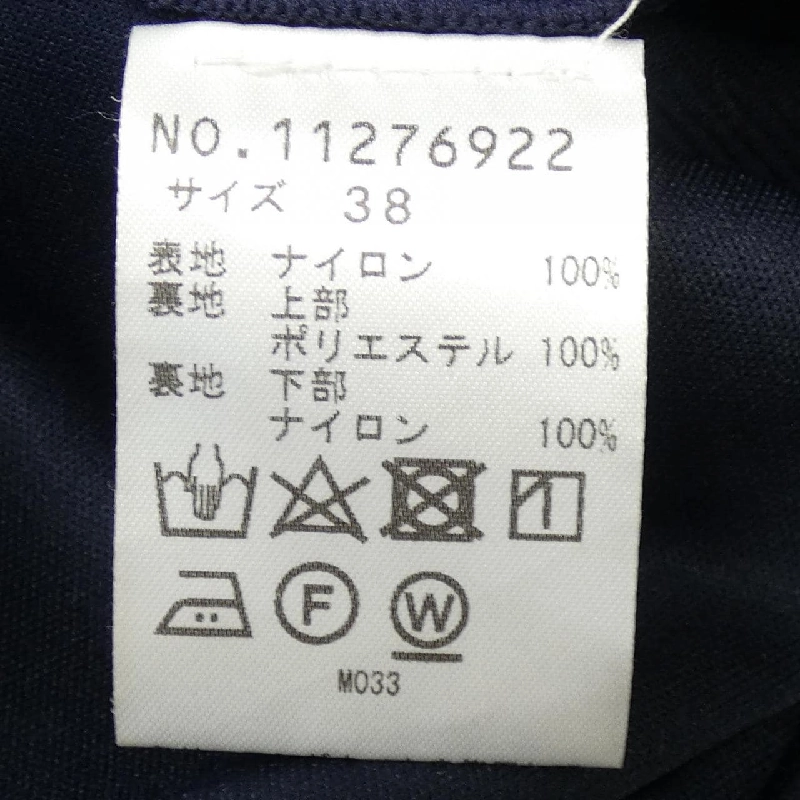 NO.11276922
サイズ 38
表地 ナイロン 100%
裏地 上部
ポリエステル 100%
裏地 下部
ナイロン 100%
F W
M033